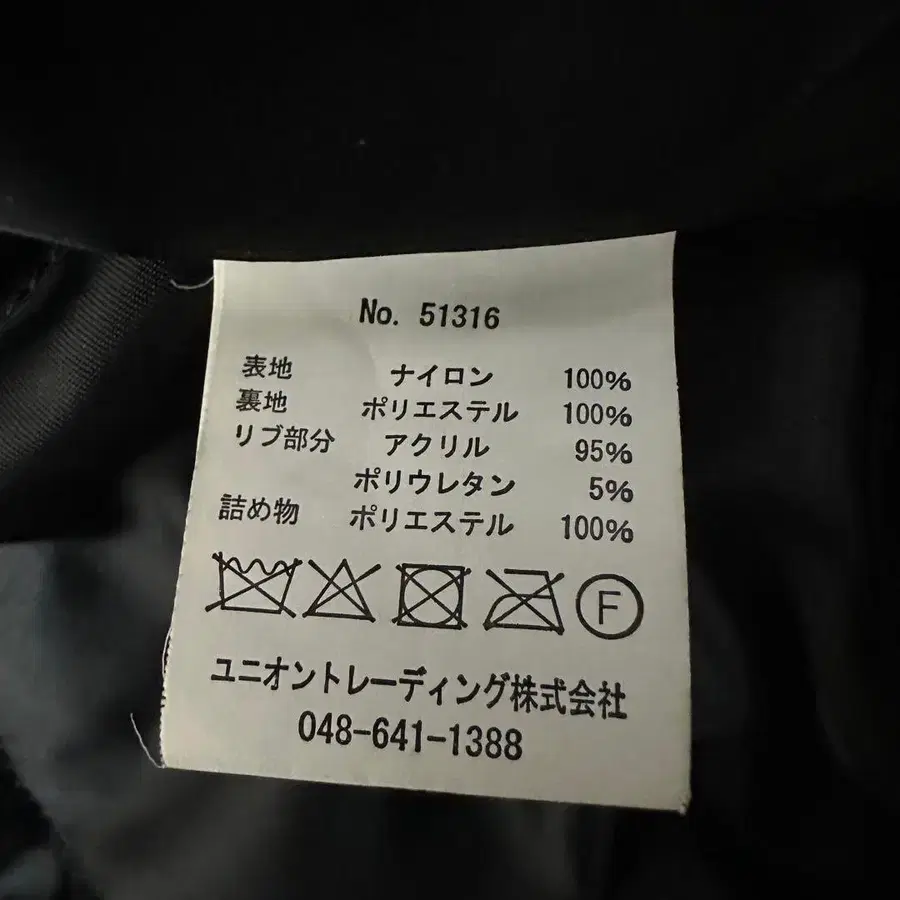 No. 51316
表地 ナイロン 100%
裏地 ポリエステル 100%
リブ部分 アクリル 95%
ポリウレタン 5%
詰め物 ポリエステル 100%
F
ユニオントレーディング株式会社
048-641-1388